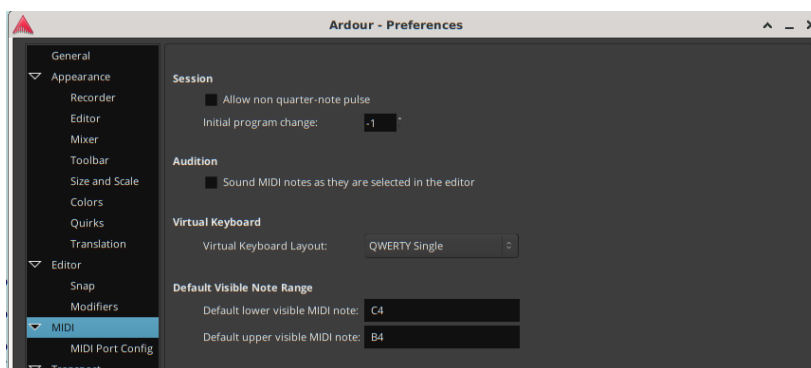 Ardour - Preferences
General
Appearance
Recorder
Editor
Mixer
Toolbar
Size and Scale
Colors
Quirks
Translation
Editor
Snap
Modifiers
MIDI
MIDI Port Config
Transport
Session
Allow non quarter-note pulse
Initial program change: -1
Audition
Sound MIDI notes as they are selected in the editor
Virtual Keyboard
Virtual Keyboard Layout: QWERTY Single
Default Visible Note Range
Default lower visible MIDI note: C4
Default upper visible MIDI note: B4